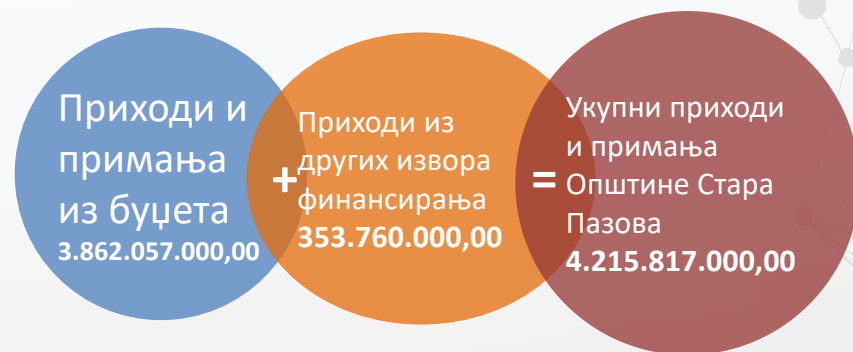 Приходи и
примања
из буџета
3.862.057.000,00
+
Приходи из
других извора
финансирања
353.760.000,00
=
Укупни приходи
и примања
Општине Стара
Пазова
4.215.817.000,00